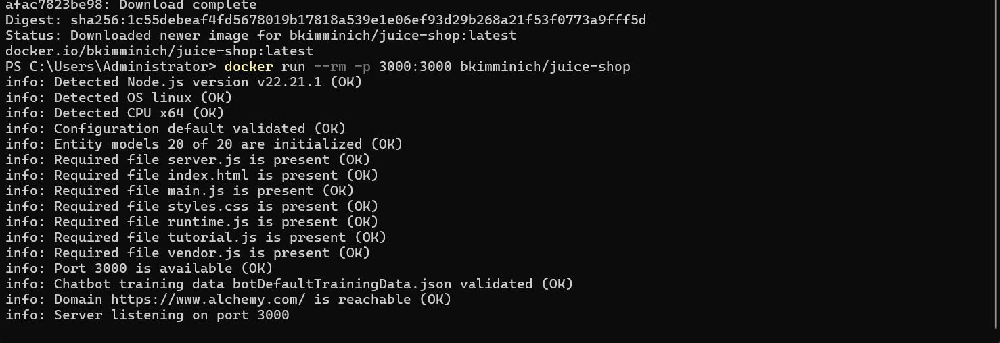 afac7823be98: Download complete
Digest: sha256:1c55debeaf4fd5678019b17818a539e1e06ef93d29b268a21f53f0773a9fff5d
Status: Downloaded newer image for bkimminich/juice-shop:latest
docker.io/bkimminich/juice-shop:latest
PS C:\Users\Administrator> docker run --rm -p 3000:3000 bkimminich/juice-shop
info: Detected Node.js version v22.21.1 (OK)
info: Detected OS linux (OK)
info: Detected CPU x64 (OK)
info: Configuration default validated (OK)
info: Entity models 20 of 20 are initialized (OK)
info: Required file server.js is present (OK)
info: Required file index.html is present (OK)
info: Required file main.js is present (OK)
info: Required file styles.css is present (OK)
info: Required file runtime.js is present (OK)
info: Required file tutorial.js is present (OK)
info: Required file vendor.js is present (OK)
info: Port 3000 is available (OK)
info: Chatbot training data botDefaultTrainingData.json validated (OK)
info: Domain https://www.alchemy.com/ is reachable (OK)
info: Server listening on port 3000